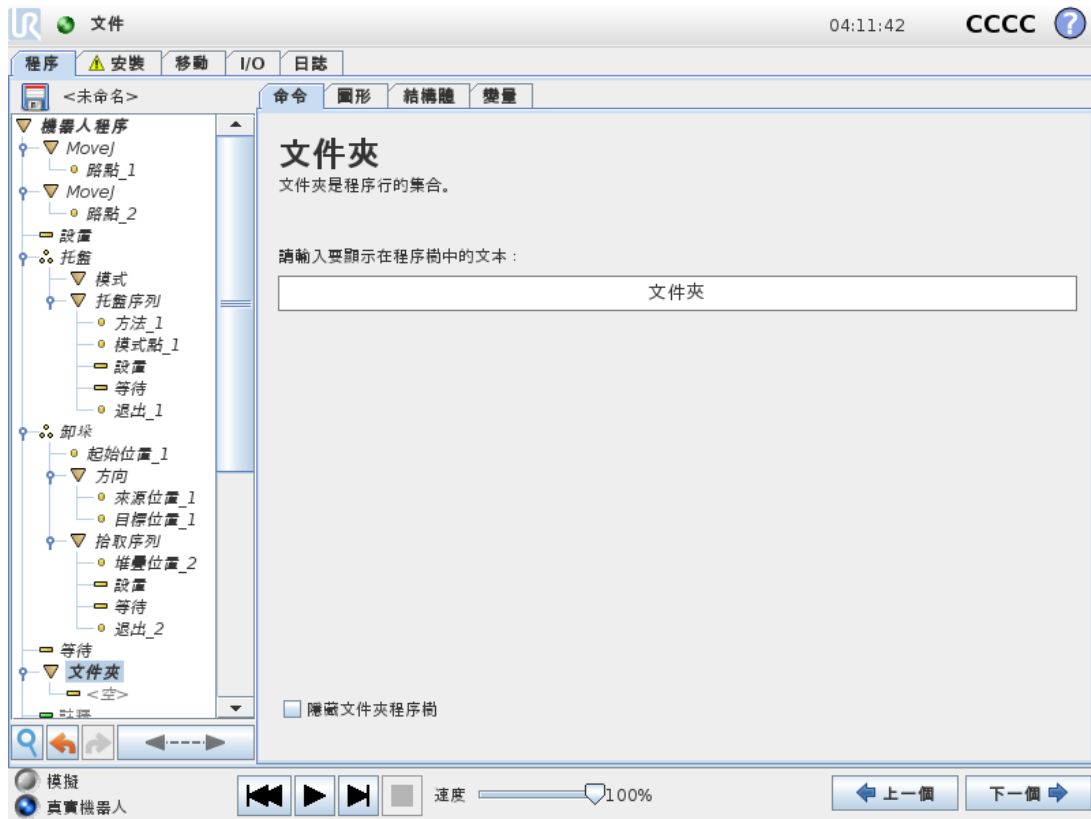 文件
04:11:42
CCCC
?
程序
安裝
移動
I/O
日誌
<未命名>
命令
圖形
結構體
變量
機器人程序
MoveJ
路點_1
MoveJ
路點_2
設置
托盤
模式
托盤序列
方法_1
模式點_1
設置
等待
退出_1
卸垛
起始位置_1
方向
來源位置_1
目標位置_1
拾取序列
堆疊位置_2
設置
等待
退出_2
等待
文件夾
<空>
註釋
文件夾
文件夾是程序行的集合。
請輸入要顯示在程序樹中的文本：
文件夾
隱藏文件夾程序樹
模擬
真實機器人
速度
100%
上一個
下一個